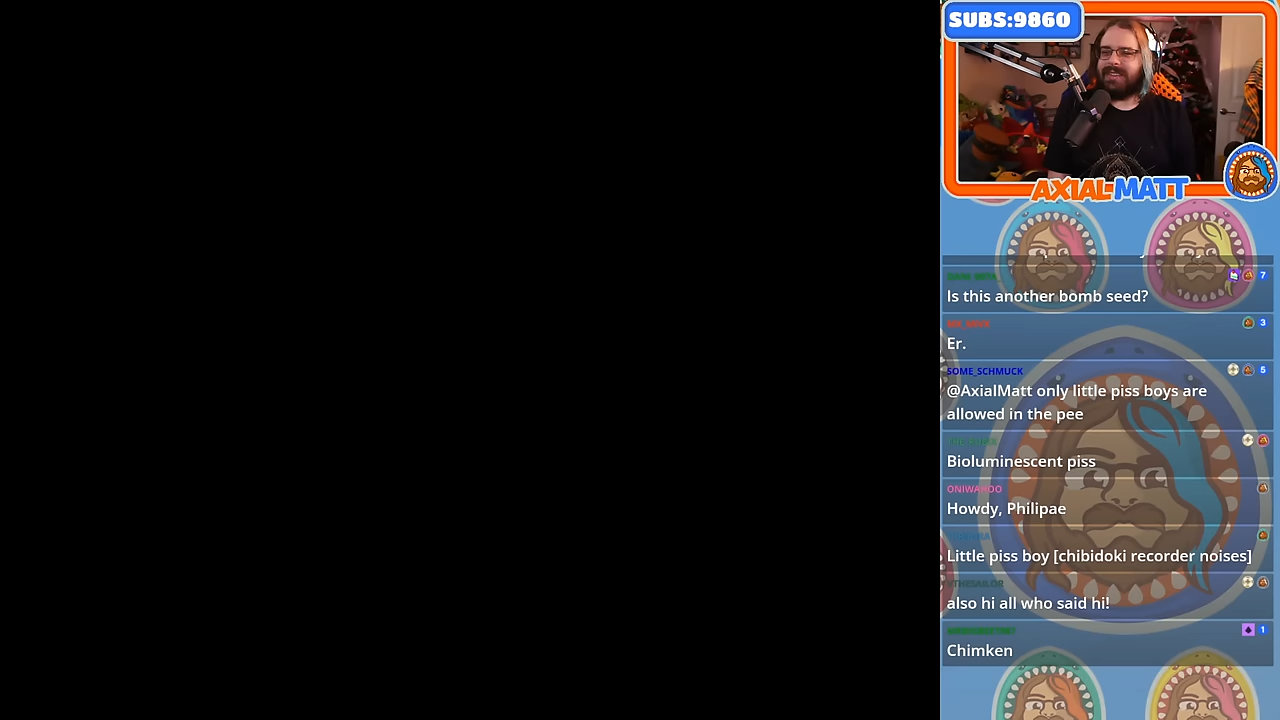 SUBS:9860
AXIAL MATT
Is this another bomb seed?
7
3
Er.
SOME_SCHMUCK
5
@AxialMatt only little piss boys are
allowed in the pee
Bioluminescent piss
ONIWAHOO
Howdy, Philipae
Little piss boy [chibidoki recorder noises]
also hi all who said hi!
1
Chimken